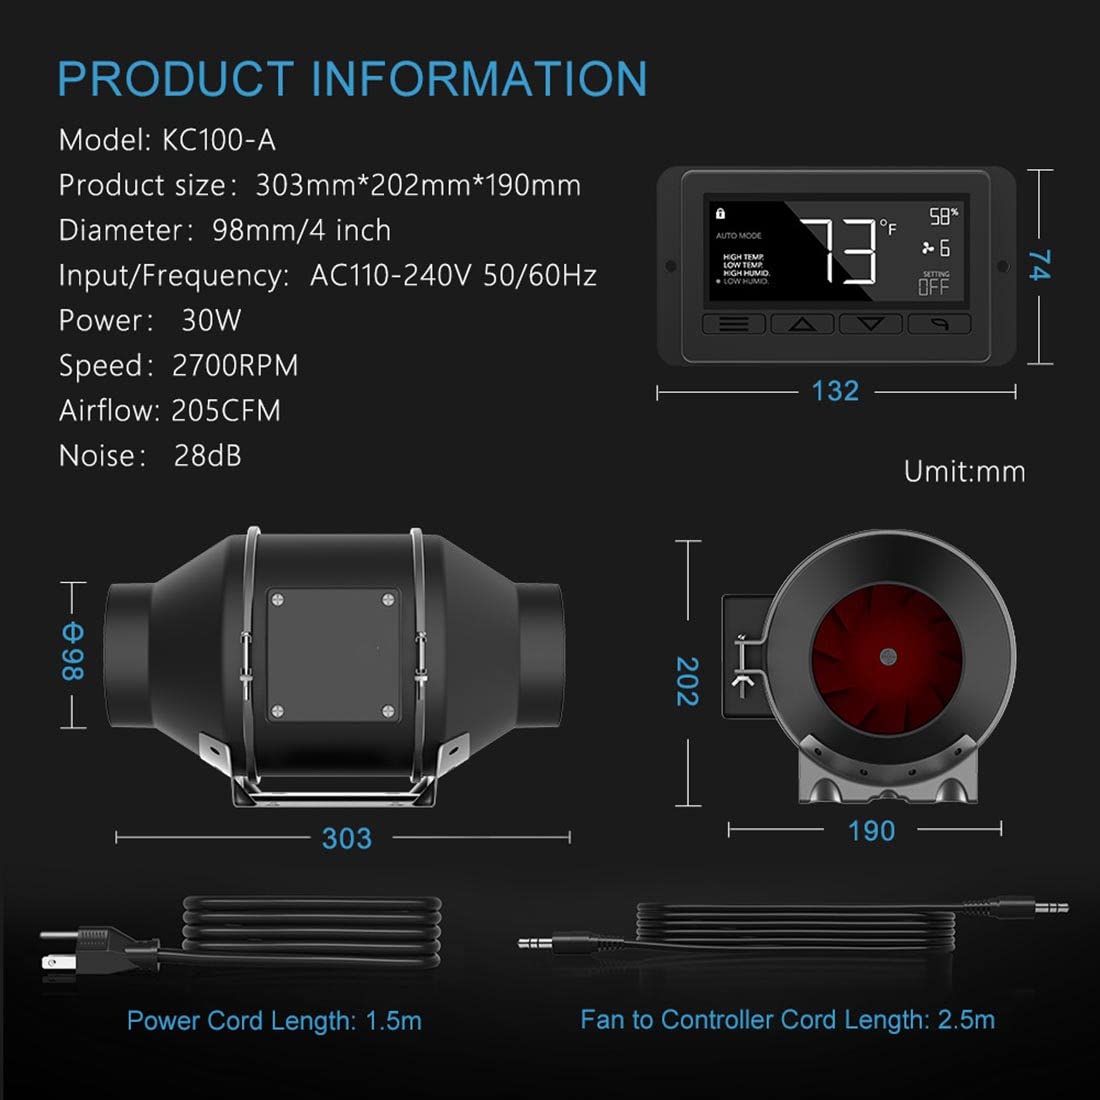 PRODUCT INFORMATION
Model: KC100-A
Product size: 303mm*202mm*190mm
Diameter: 98mm/4 inch
Input/Frequency: AC110-240V 50/60Hz
Power: 30W
Speed: 2700RPM
Airflow: 205CFM
Noise: 28dB
AUTO MODE
HIGH TEMP.
LOW TEMP.
HIGH HUMID.
LOW HUMID.
73°F
58%
6
SETTING
OFF
74
132
Umit:mm
Φ98
303
202
190
Power Cord Length: 1.5m
Fan to Controller Cord Length: 2.5m